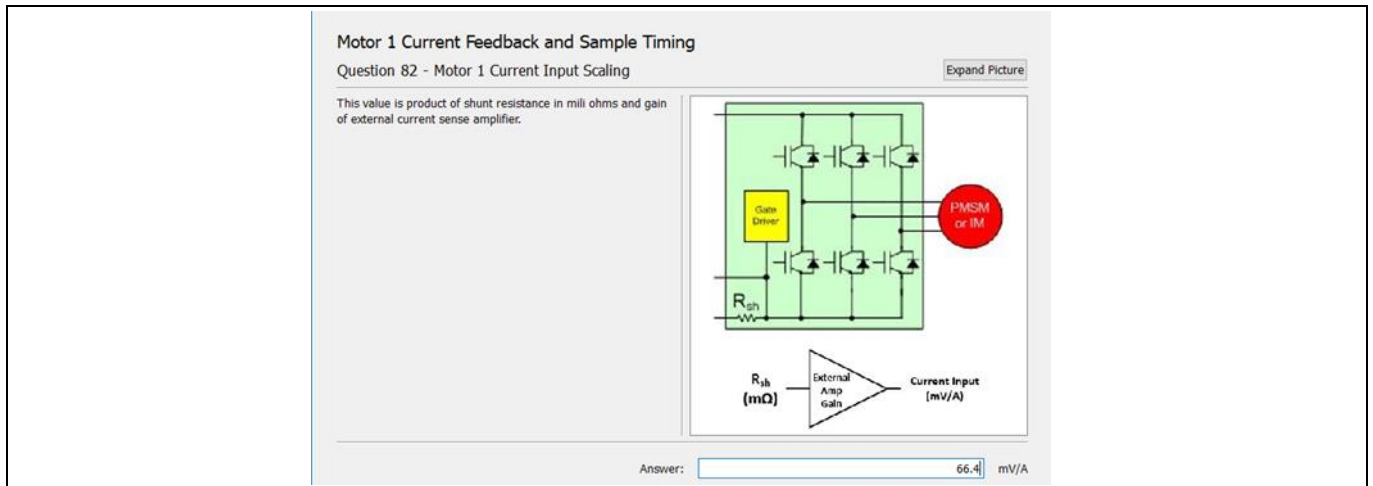 Motor 1 Current Feedback and Sample Timing
Question 82 - Motor 1 Current Input Scaling
Expand Picture
This value is product of shunt resistance in mili ohms and gain
of external current sense amplifier.
Gate
Driver
PMSM
or IM
Rsh
Rsh
(mΩ)
External
Amp
Gain
Current Input
(mV/A)
Answer: 66.4 mV/A